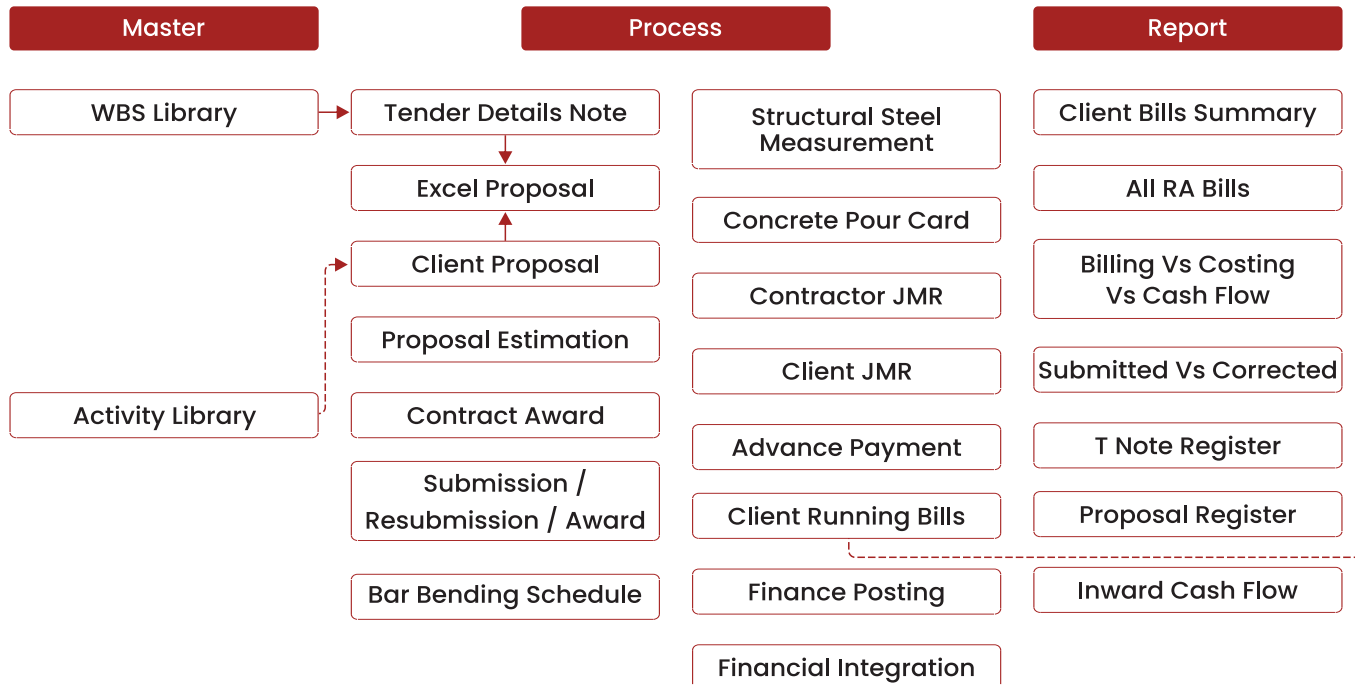 Master
Process
Report
WBS Library
Activity Library
Tender Details Note
Excel Proposal
Client Proposal
Proposal Estimation
Contract Award
Submission /
Resubmission / Award
Bar Bending Schedule
Structural Steel
Measurement
Concrete Pour Card
Contractor JMR
Client JMR
Advance Payment
Client Running Bills
Finance Posting
Financial Integration
Client Bills Summary
All RA Bills
Billing Vs Costing
Vs Cash Flow
Submitted Vs Corrected
T Note Register
Proposal Register
Inward Cash Flow